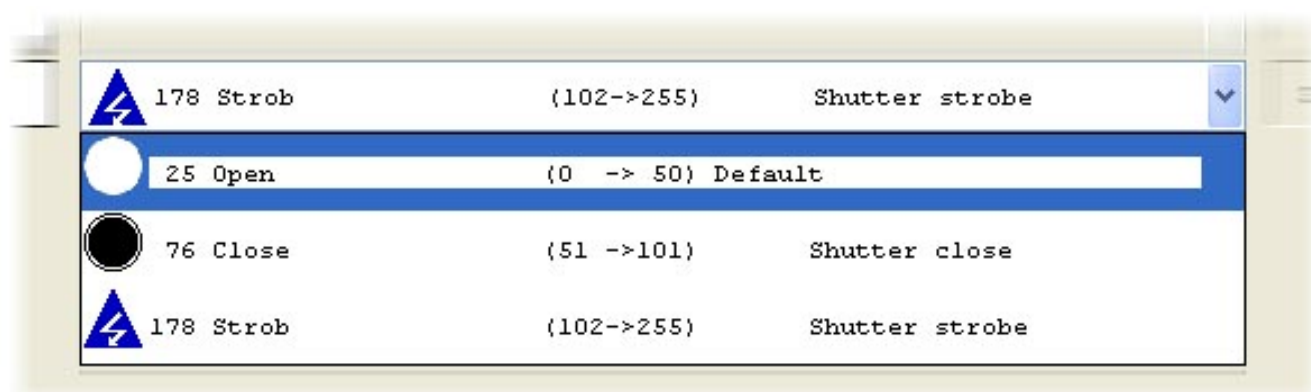 178 Strob (102->255) Shutter strobe
25 Open (0 -> 50) Default
76 Close (51 ->101) Shutter close
178 Strob (102->255) Shutter strobe